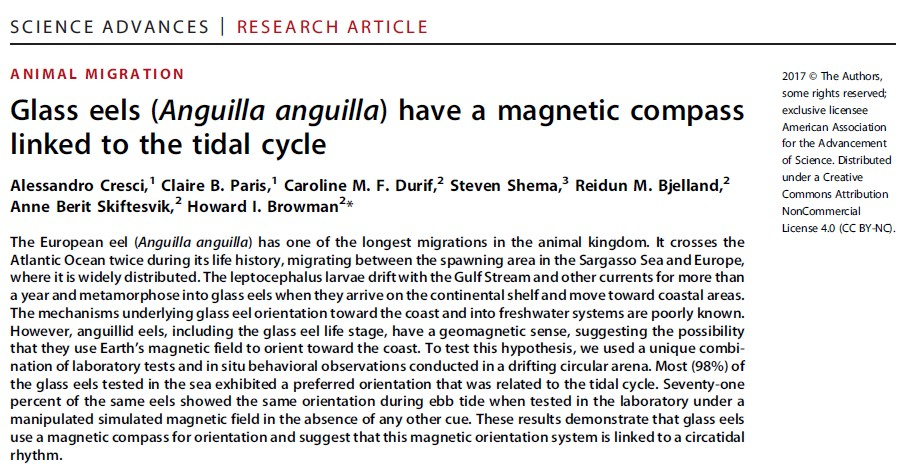 SCIENCE ADVANCES | RESEARCH ARTICLE
ANIMAL MIGRATION
Glass eels (Anguilla anguilla) have a magnetic compass
linked to the tidal cycle
Alessandro Cresci,1 Claire B. Paris,1 Caroline M. F. Durif,2 Steven Shema,3 Reidun M. Bjelland,2
Anne Berit Skiftesvik,2 Howard I. Browman2*
The European eel (Anguilla anguilla) has one of the longest migrations in the animal kingdom. It crosses the
Atlantic Ocean twice during its life history, migrating between the spawning area in the Sargasso Sea and Europe,
where it is widely distributed. The leptocephalus larvae drift with the Gulf Stream and other currents for more than
a year and metamorphose into glass eels when they arrive on the continental shelf and move toward coastal areas.
The mechanisms underlying glass eel orientation toward the coast and into freshwater systems are poorly known.
However, anguillid eels, including the glass eel life stage, have a geomagnetic sense, suggesting the possibility
that they use Earth's magnetic field to orient toward the coast. To test this hypothesis, we used a unique combi-
nation of laboratory tests and in situ behavioral observations conducted in a drifting circular arena. Most (98%) of
the glass eels tested in the sea exhibited a preferred orientation that was related to the tidal cycle. Seventy-one
percent of the same eels showed the same orientation during ebb tide when tested in the laboratory under a
manipulated simulated magnetic field in the absence of any other cue. These results demonstrate that glass eels
use a magnetic compass for orientation and suggest that this magnetic orientation system is linked to a circatidal
rhythm.
2017 © The Authors,
some rights reserved;
exclusive licensee
American Association
for the Advancement
of Science. Distributed
under a Creative
Commons Attribution
NonCommercial
License 4.0 (CC BY-NC).